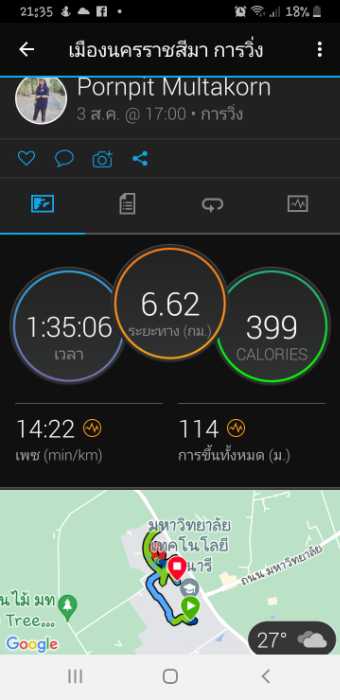 21:35
18%
เมืองนครราชสีมา การวิ่ง
Pornpit Multakorn
3 ส.ค. @ 17:00 • การวิ่ง
1:35:06
เวลา
6.62
ระยะทาง (กม.)
399
CALORIES
14:22
เพซ (min/km)
114
การขึ้นทั้งหมด (ม.)
มหาวิทยาลัย
เทคโนโลยี
นารี
ถนน มหาวิทยาลัย
นไม้ มท
Tree...
Google
27°